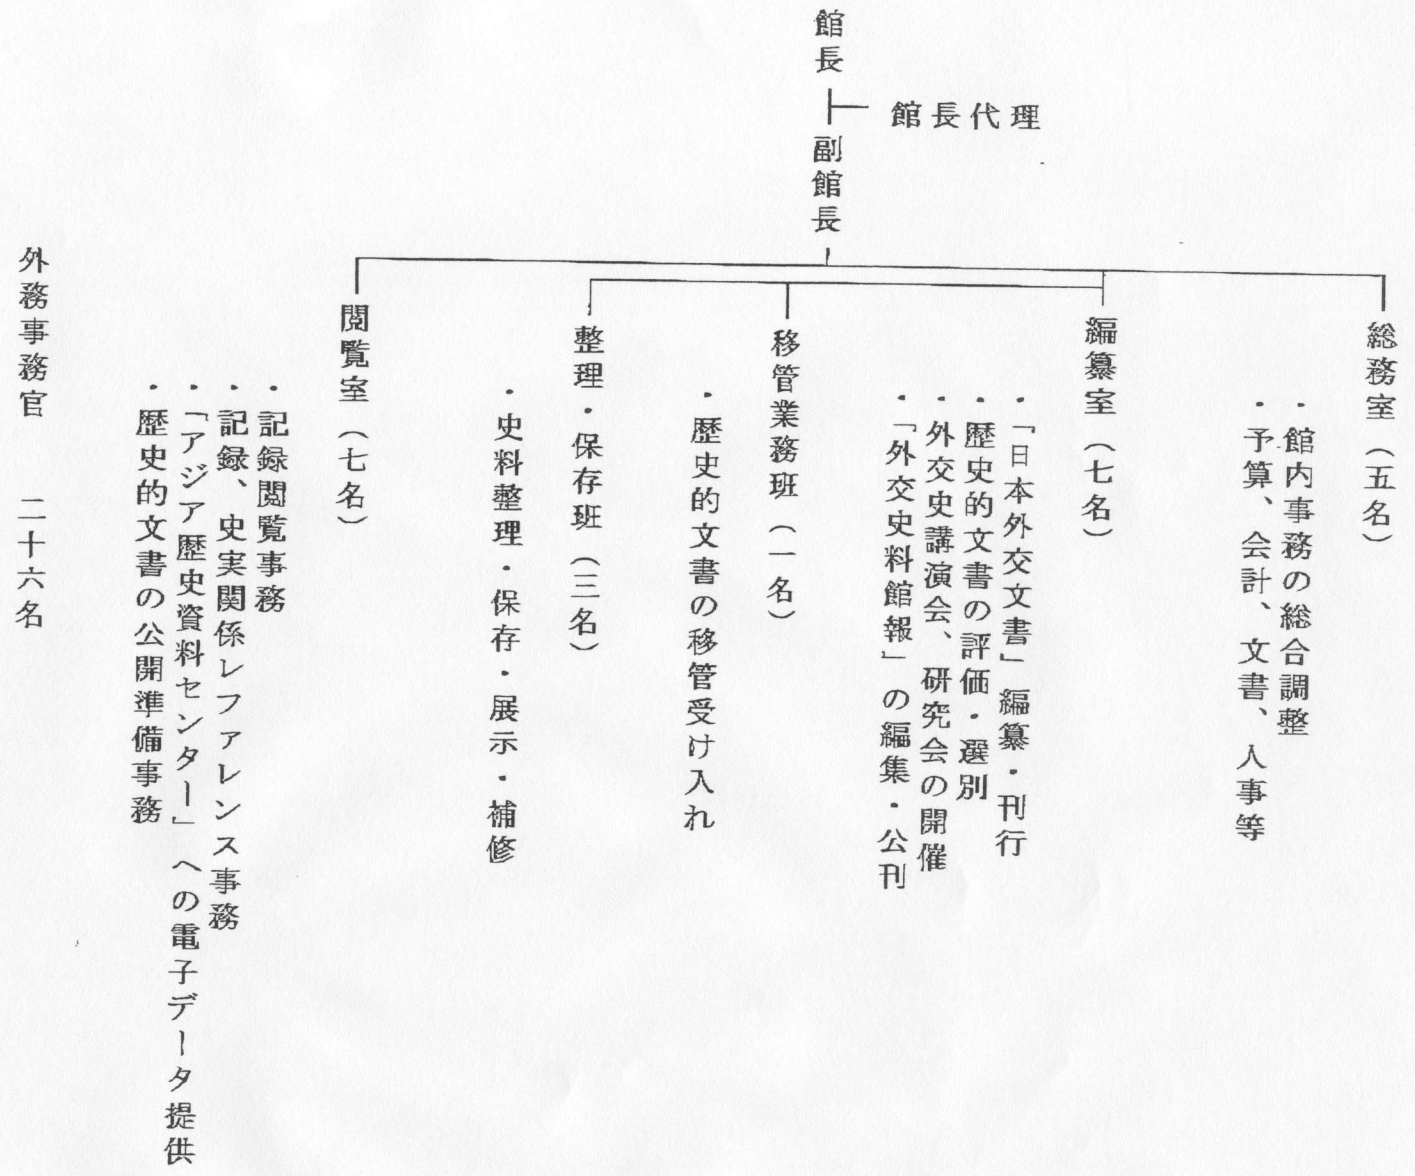 館長
館長代理
副館長
総務室（五名）
・館内事務の総合調整
・予算、会計、文書、人事等
編纂室（七名）
・「日本外交文書」編纂・刊行
・歴史的文書の評価・選別
・外交史講演会、研究会の開催
・「外交史料館報」の編集・公刊
移管業務班（一名）
・歴史的文書の移管受け入れ
整理・保存班（三名）
・史料整理・保存・展示・補修
閲覧室（七名）
・記録閲覧事務
・記録、史実関係レファレンス事務
・「アジア歴史資料センター」への電子データ提供
・歴史的文書の公開準備事務
外務事務官　二十六名